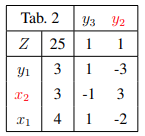 Tab. 2 y₃ y₂
Z 25 1 1
y₁ 3 1 -3
x₂ 3 -1 3
x₁ 4 1 -2